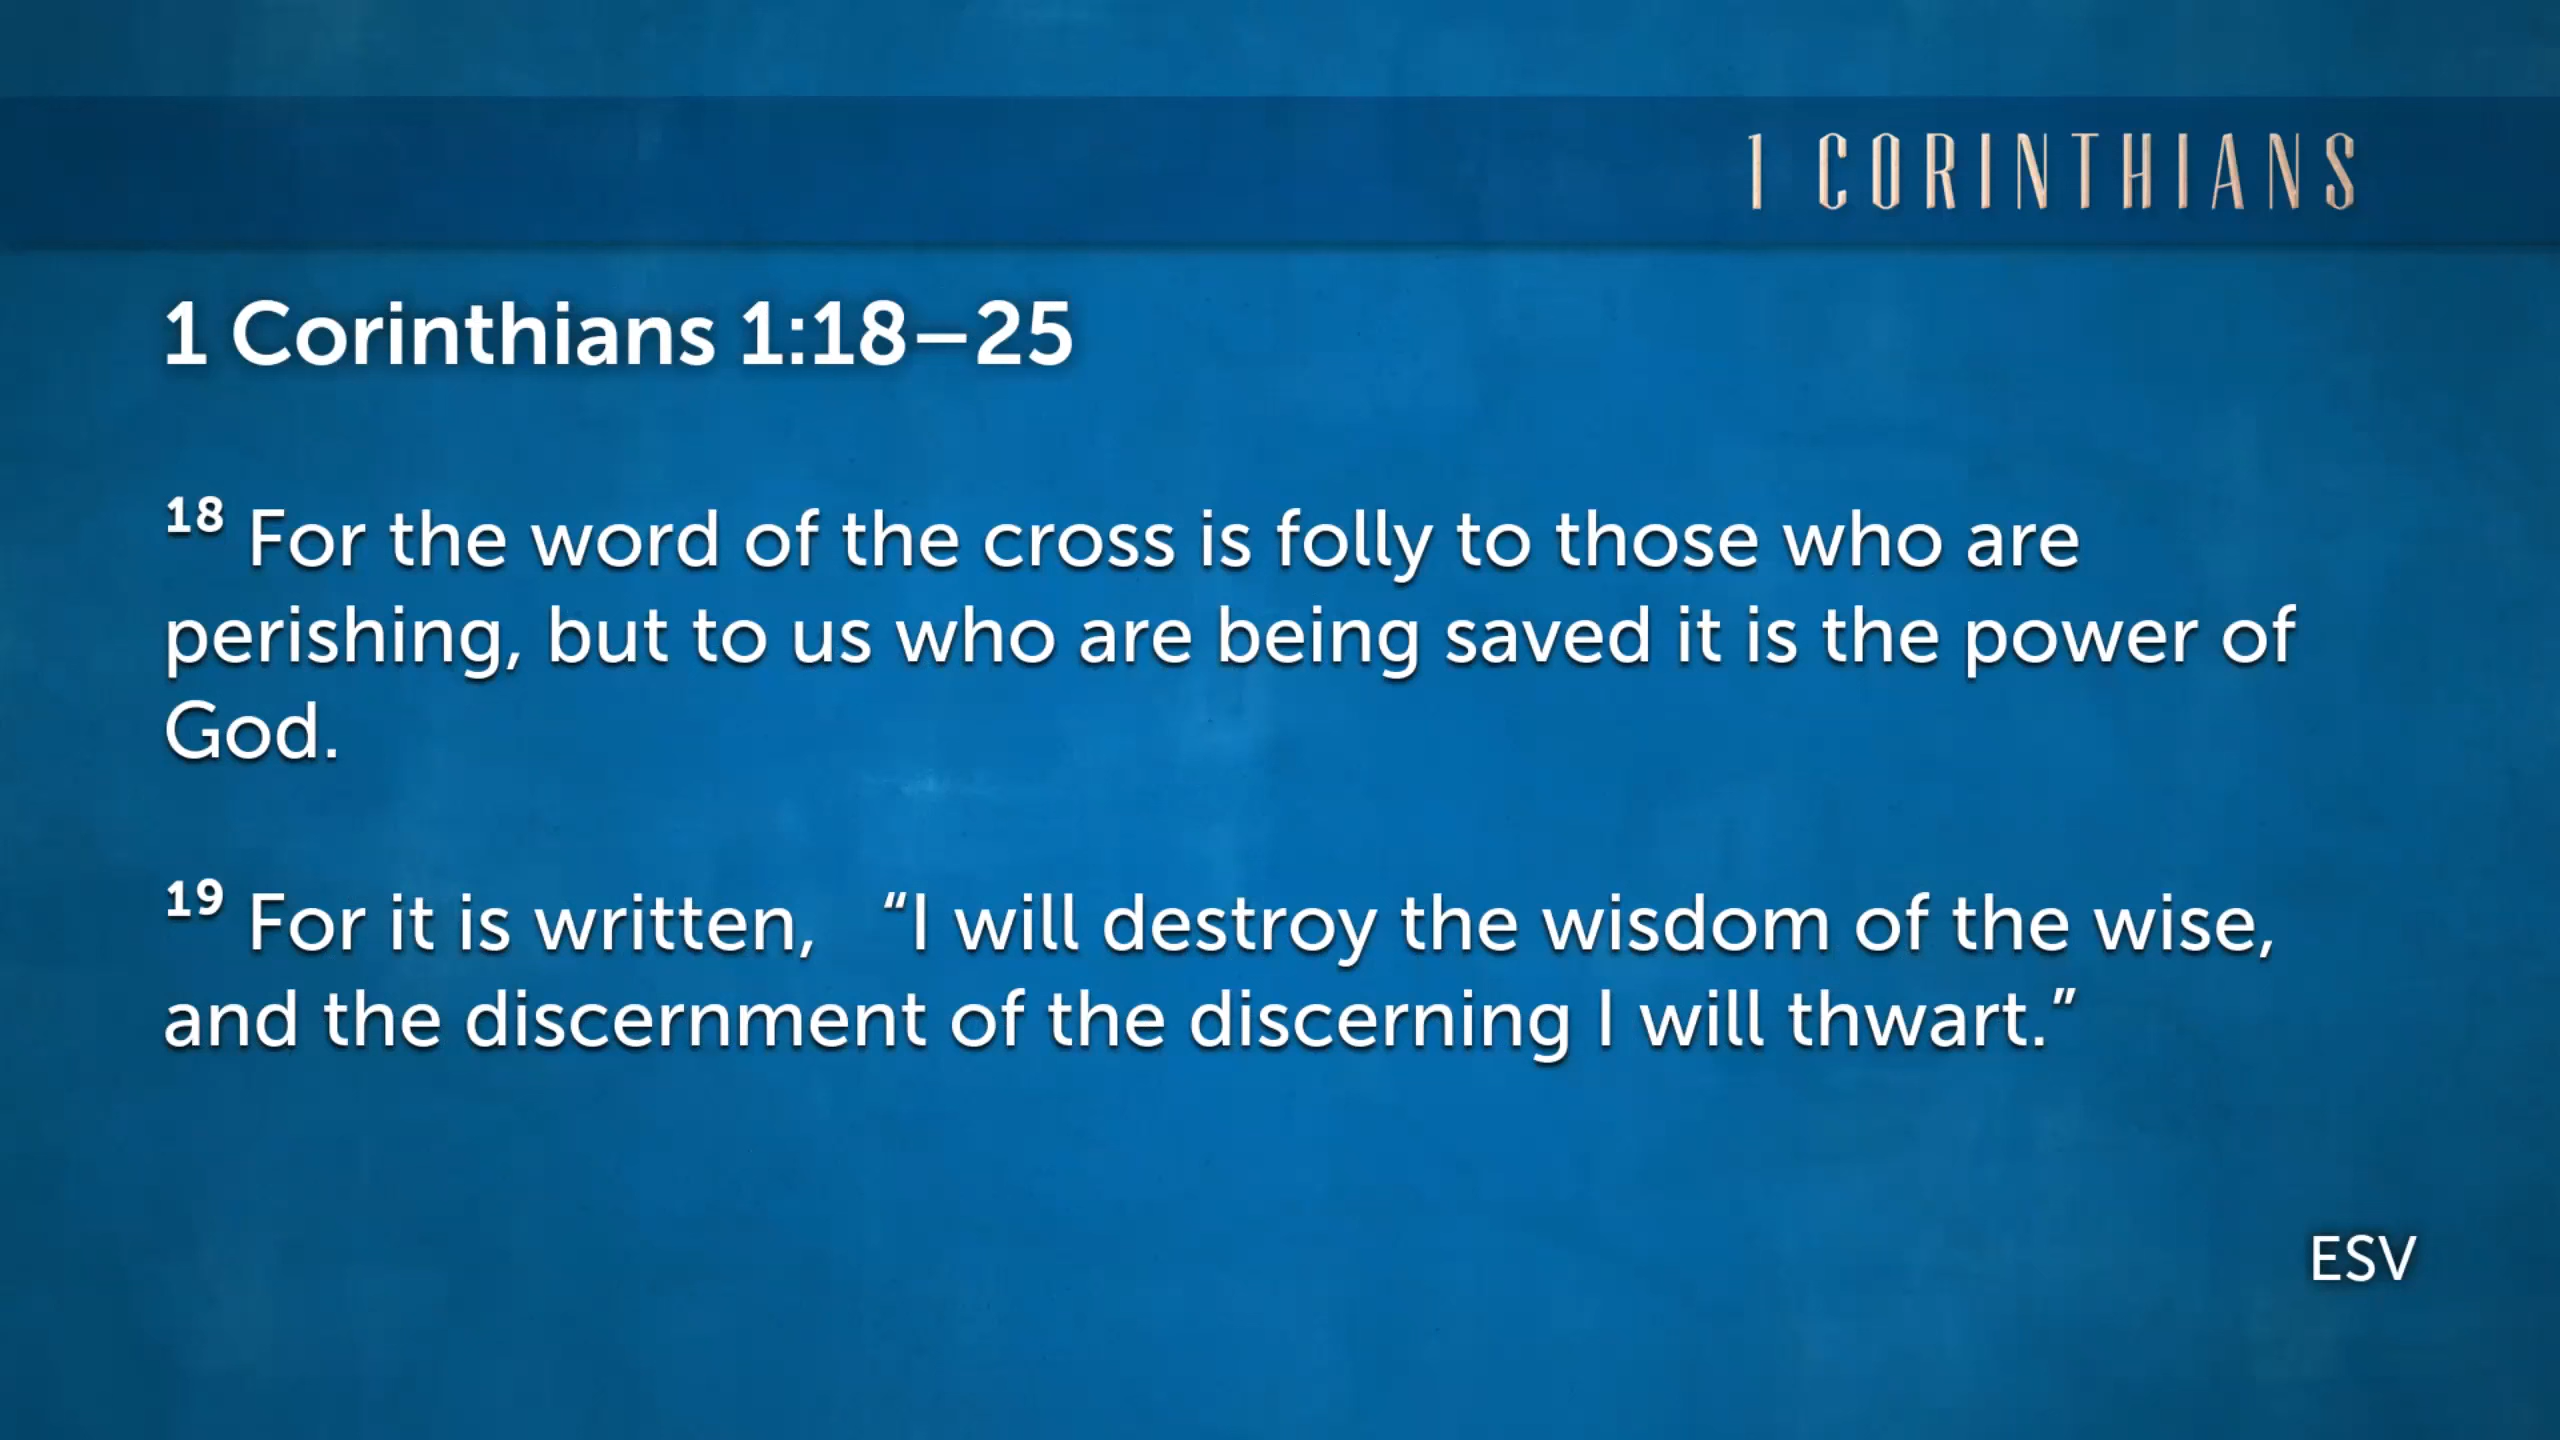 1 CORINTHIANS
1 Corinthians 1:18–25
18 For the word of the cross is folly to those who are
perishing, but to us who are being saved it is the power of
God.
19 For it is written,   “I will destroy the wisdom of the wise,
and the discernment of the discerning I will thwart.”
ESV